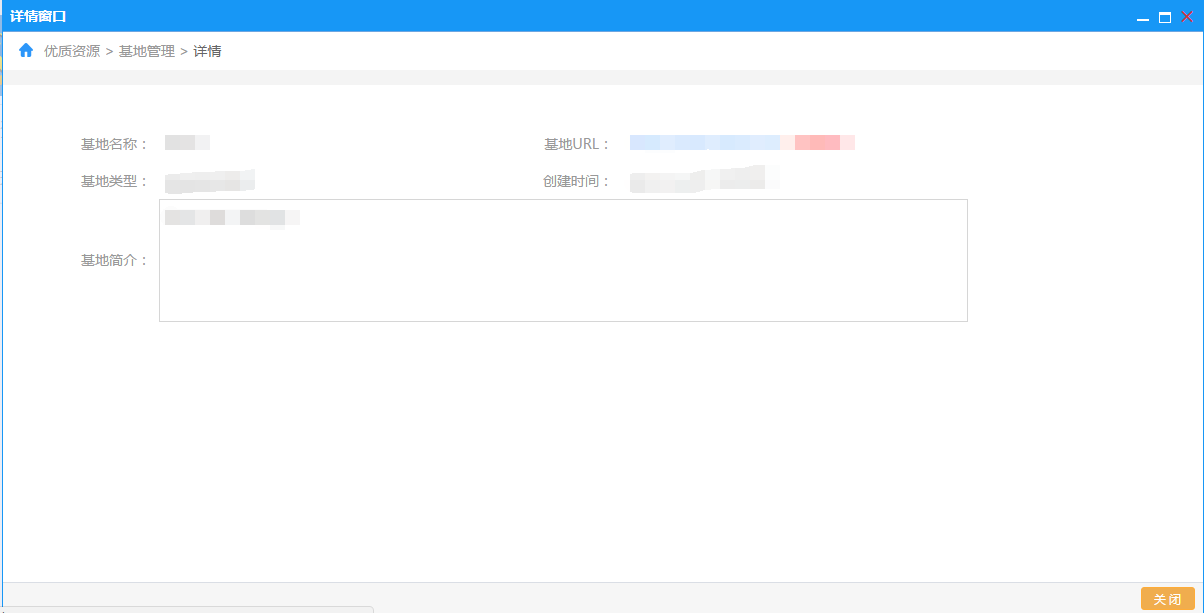 详情窗口
优质资源 > 基地管理 > 详情
基地名称： 基地URL：
基地类型： 创建时间：
基地简介：
关闭